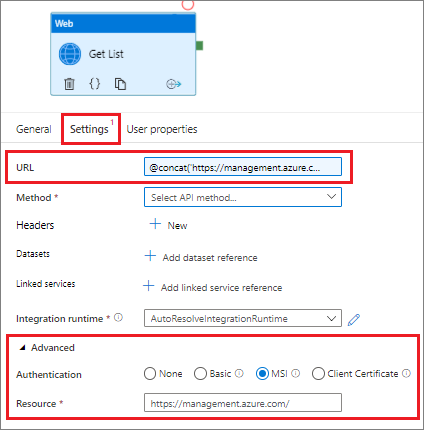 Web
Get List
General Settings 1 User properties
URL @concat('https://management.azure.c...
Method * Select API method...
Headers + New
Datasets + Add dataset reference
Linked services + Add linked service reference
Integration runtime * AutoResolveIntegrationRuntime
Advanced
Authentication None Basic MSI Client Certificate
Resource * https://management.azure.com/